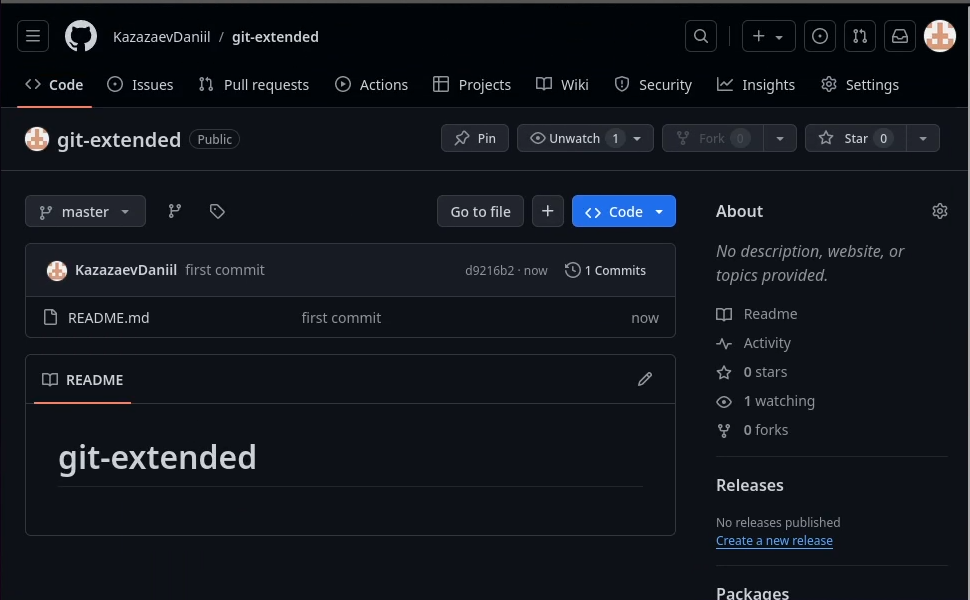 KazazaevDaniil / git-extended
Code Issues Pull requests Actions Projects Wiki Security Insights Settings
git-extended Public Pin Unwatch 1 Fork 0 Star 0
master Go to file + Code About
No description, website, or
topics provided.
KazazaevDaniil first commit d9216b2 · now 1 Commits
README.md first commit now
Readme
Activity
0 stars
1 watching
0 forks
README
git-extended
Releases
No releases published
Create a new release
Packages